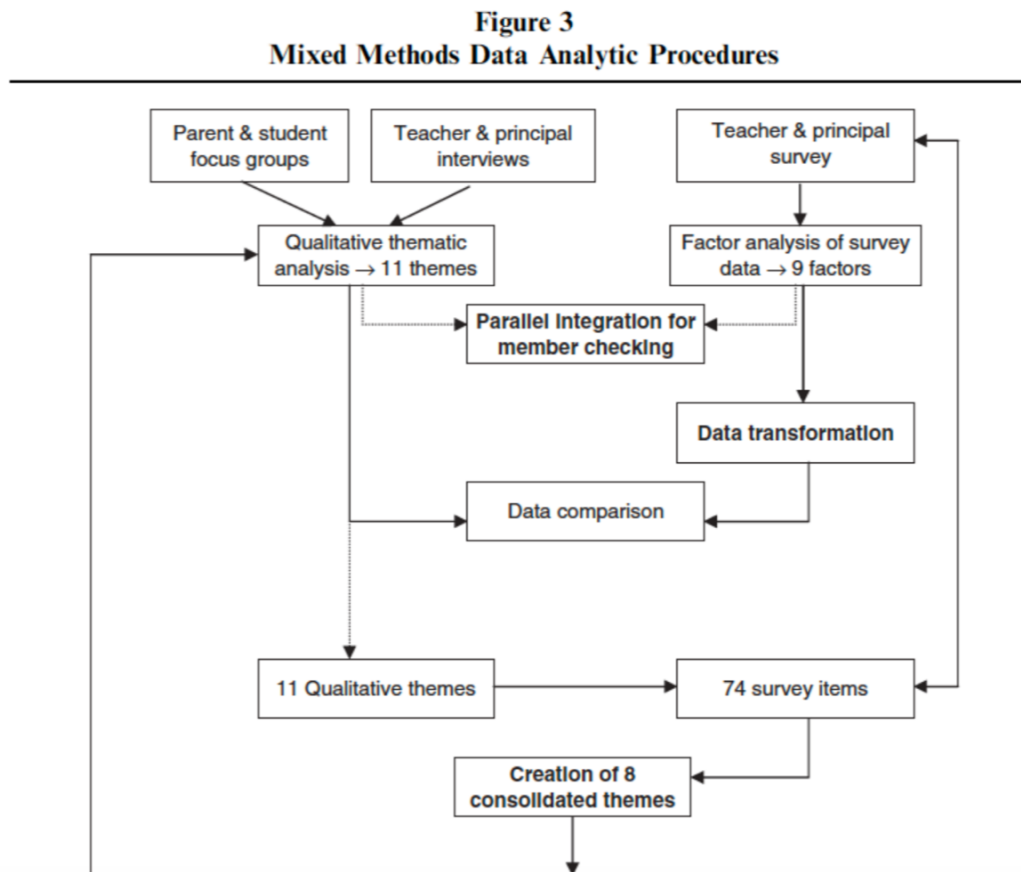 Figure 3
Mixed Methods Data Analytic Procedures
Parent & student
focus groups
Teacher & principal
interviews
Teacher & principal
survey
Qualitative thematic
analysis → 11 themes
Factor analysis of survey
data → 9 factors
Parallel integration for
member checking
Data transformation
Data comparison
11 Qualitative themes
74 survey items
Creation of 8
consolidated themes